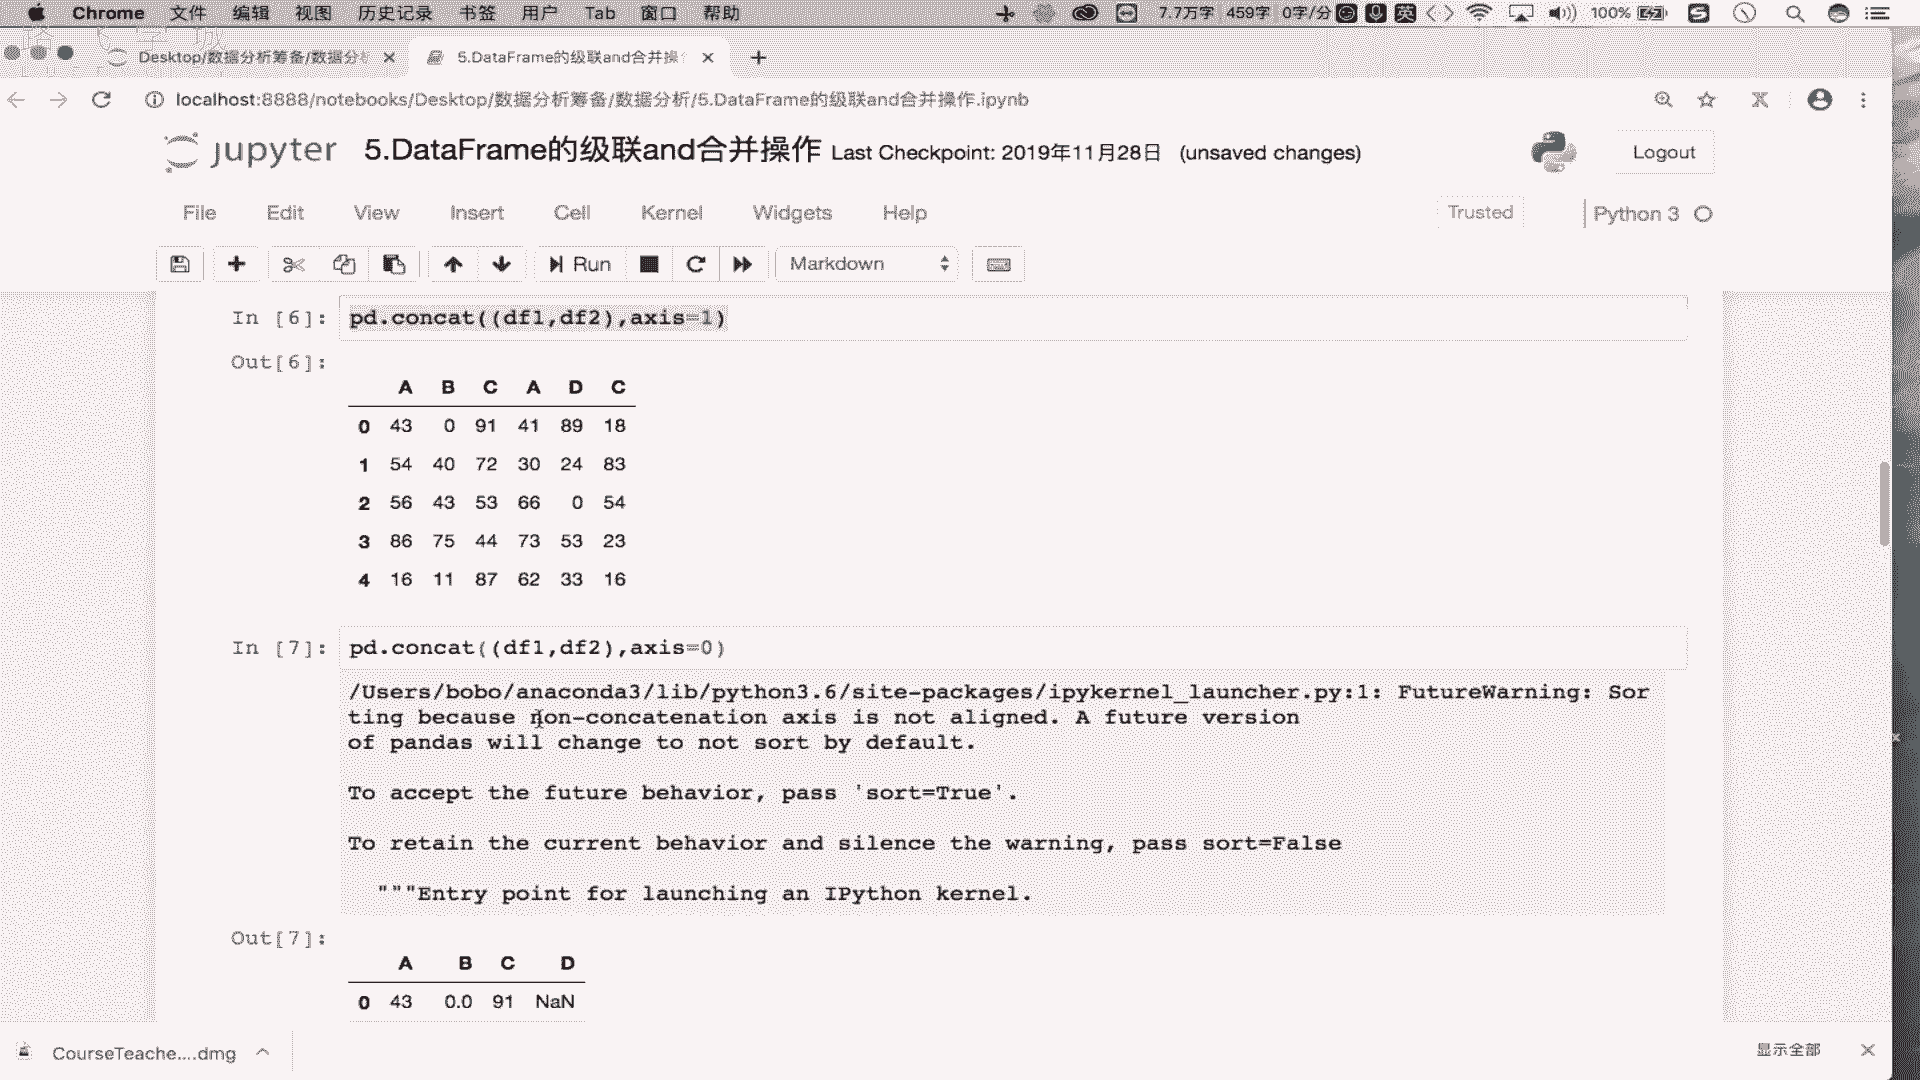 Chrome 文件 编辑 视图 历史记录 书签 用户 Tab 窗口 帮助 7.7万字 459字 0字/分 英 100%
Desktop/数据分析筹备/数据分析 5.DataFrame的级联and合并操
localhost:8888/notebooks/Desktop/数据分析筹备/数据分析/5.DataFrame的级联and合并操作.ipynb
jupyter 5.DataFrame的级联and合并操作 Last Checkpoint: 2019年11月28日 (unsaved changes) Logout
File Edit View Insert Cell Kernel Widgets Help Trusted Python 3
Run Markdown
In [6]: pd.concat((df1,df2),axis=1)
Out[6]:
A B C A D C
0 43 0 91 41 89 18
1 54 40 72 30 24 83
2 56 43 53 66 0 54
3 86 75 44 73 53 23
4 16 11 87 62 33 16
In [7]: pd.concat((df1,df2),axis=0)
/Users/bobo/anaconda3/lib/python3.6/site-packages/ipykernel_launcher.py:1: FutureWarning: Sor
ting because non-concatenation axis is not aligned. A future version
of pandas will change to not sort by default.
To accept the future behavior, pass 'sort=True'.
To retain the current behavior and silence the warning, pass sort=False
"""Entry point for launching an IPython kernel.
Out[7]:
A B C D
0 43 0.0 91 NaN
CourseTeache....dmg 显示全部